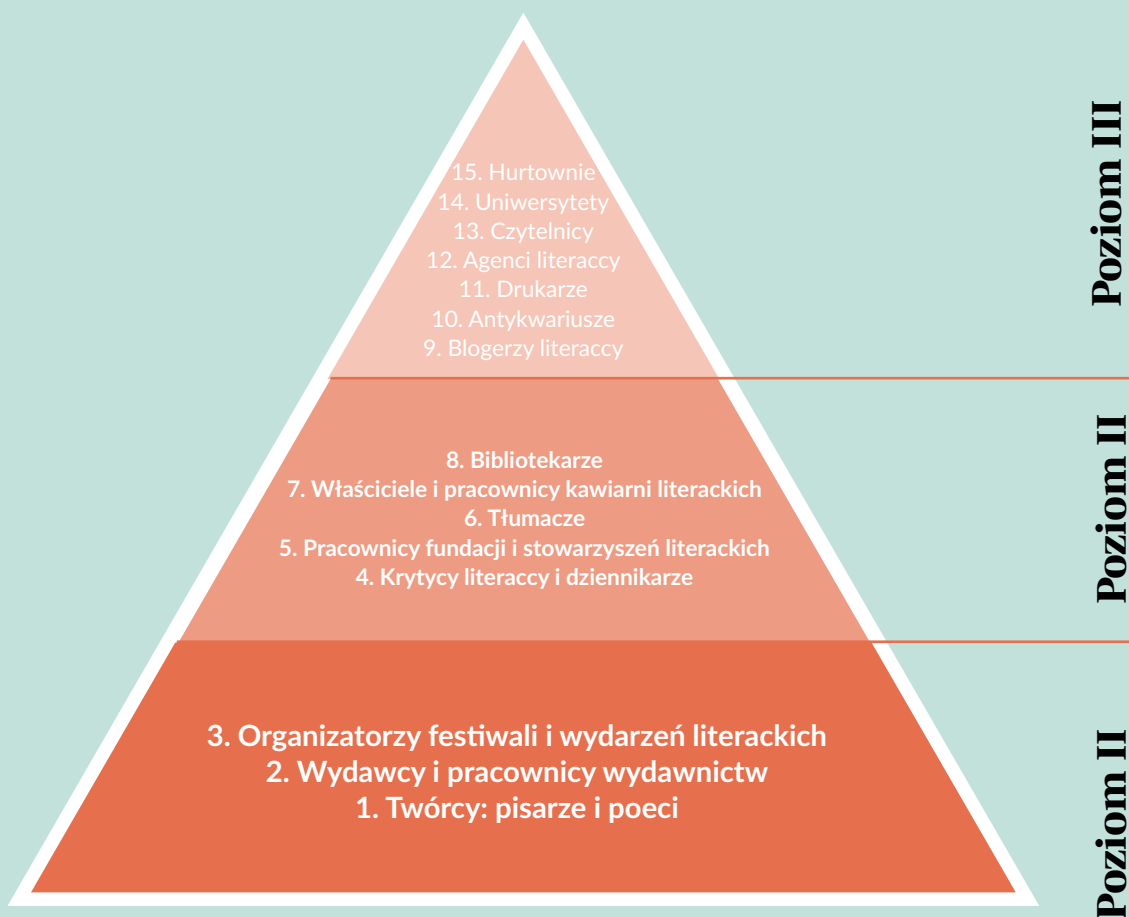 15. Hurtownie
14. Uniwersytety
13. Czytelnicy
12. Agenci literaccy
11. Drukarze
10. Antykwariusze
9. Blogerzy literaccy
Poziom III
8. Bibliotekarze
7. Właściciele i pracownicy kawiarni literackich
6. Tłumacze
5. Pracownicy fundacji i stowarzyszeń literackich
4. Krytycy literaccy i dziennikarze
Poziom II
3. Organizatorzy festiwali i wydarzeń literackich
2. Wydawcy i pracownicy wydawnictw
1. Twórcy: pisarze i poeci
Poziom II